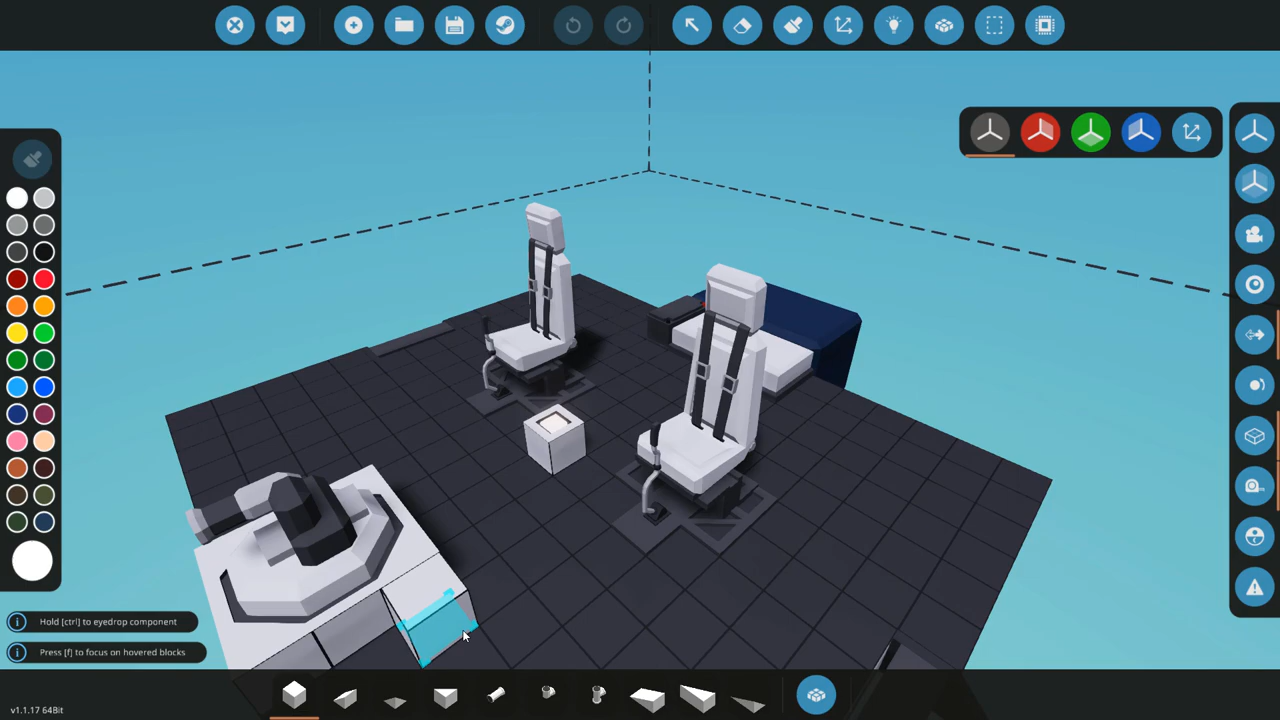 Hold [ctrl] to eyedrop component
Press [f] to focus on hovered blocks
v1.1.17 64Bit